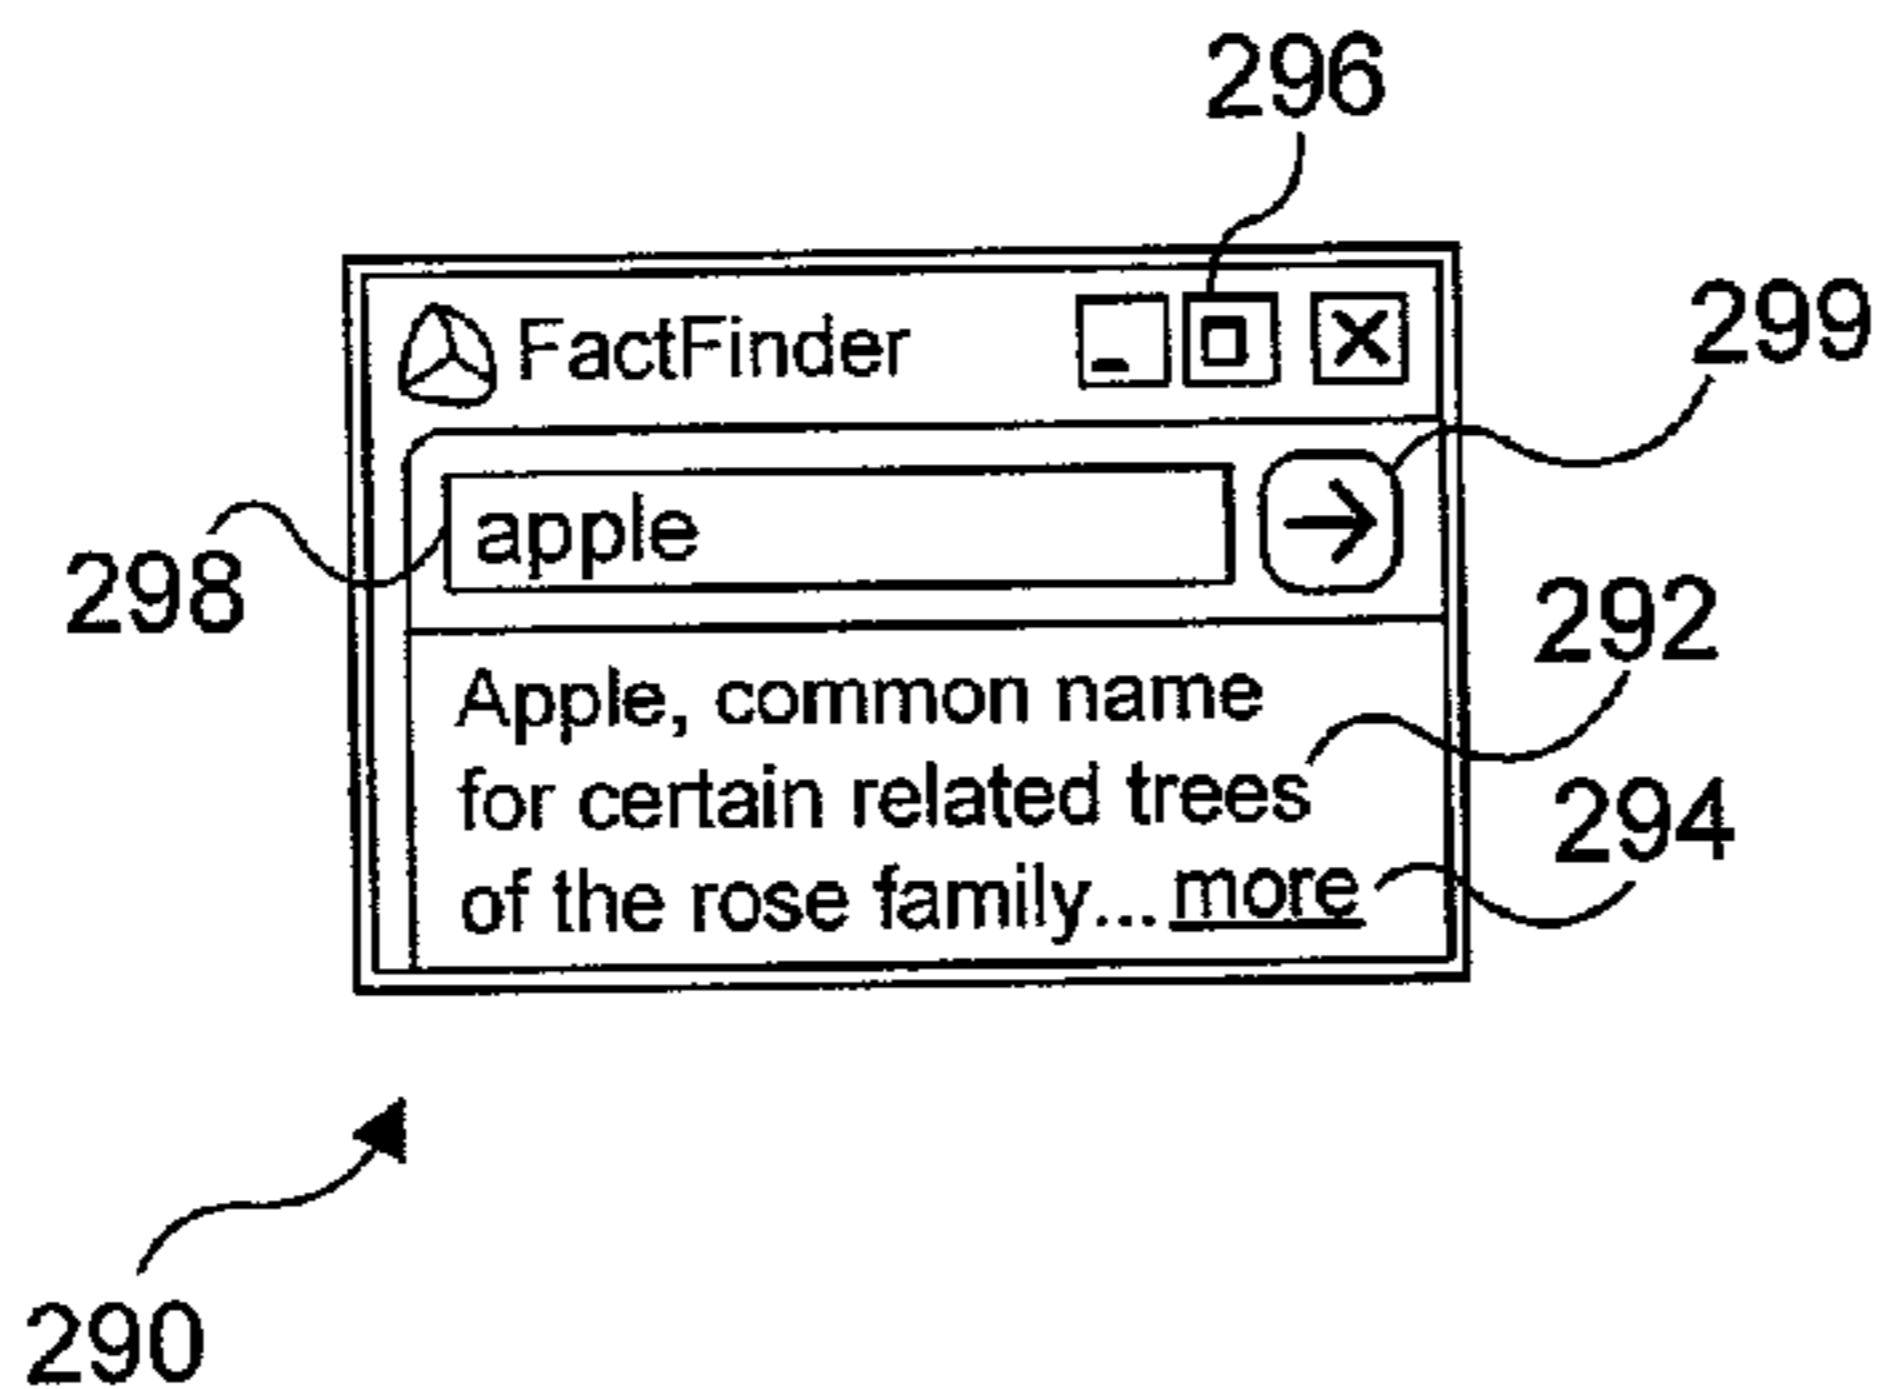 296
FactFinder
299
apple
298
292
Apple, common name
for certain related trees
294
of the rose family... more
290